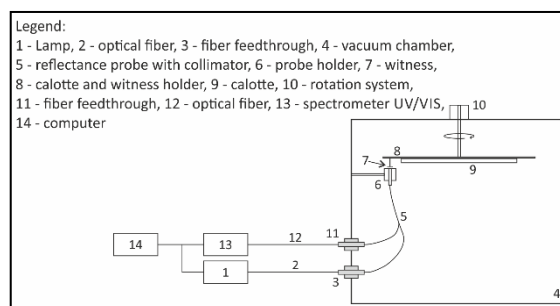 Legend:
1 - Lamp, 2 - optical fiber, 3 - fiber feedthrough, 4 - vacuum chamber,
5 - reflectance probe with collimator, 6 - probe holder, 7 - witness,
8 - calotte and witness holder, 9 - calotte, 10 - rotation system,
11 - fiber feedthrough, 12 - optical fiber, 13 - spectrometer UV/VIS,
14 - computer
10
8
7
9
6
5
11
12
14
13
2
1
3
4